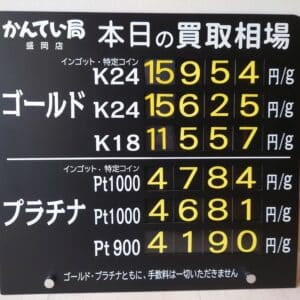 かんてい局 本日の買取相場
盛岡店
インゴット・特定コイン
K24 15954 円/g
ゴールド K24 15625 円/g
K18 11557 円/g
インゴット・特定コイン
Pt1000 4784 円/g
プラチナ Pt1000 4681 円/g
Pt900 4190 円/g
ゴールド・プラチナともに、手数料は一切いただきません